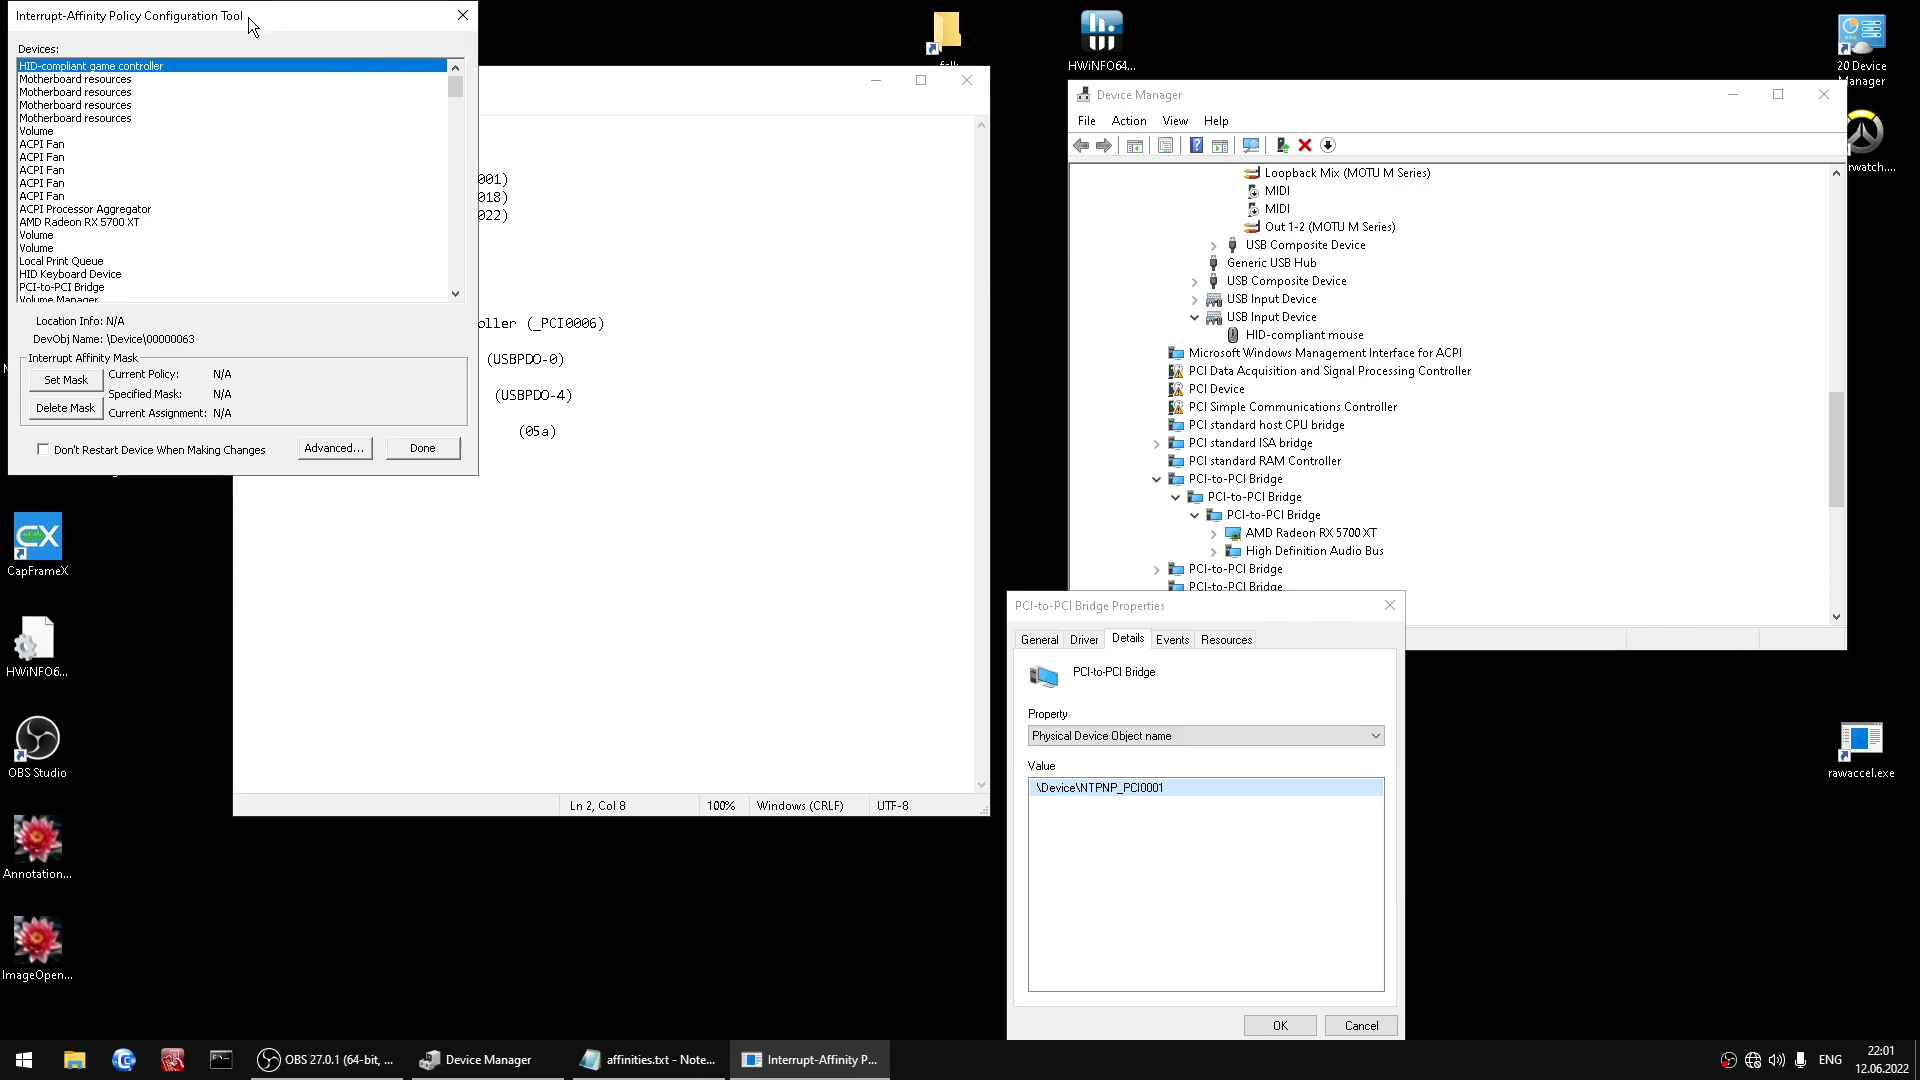 Interrupt-Affinity Policy Configuration Tool
Devices:
HID-compliant game controller
Motherboard resources
Motherboard resources
Motherboard resources
Motherboard resources
Volume
ACPI Fan
ACPI Fan
ACPI Fan
ACPI Fan
ACPI Fan
ACPI Processor Aggregator
AMD Radeon RX 5700 XT
Volume
Volume
Local Print Queue
HID Keyboard Device
PCI-to-PCI Bridge
Volume Manager
Location Info: N/A
DevObj Name: \Device\00000063
Interrupt Affinity Mask
Set Mask
Current Policy: N/A
Specified Mask: N/A
Delete Mask
Current Assignment: N/A
Don't Restart Device When Making Changes
Advanced...
Done
001)
018)
022)
oller (_PCI0006)
(USBPDO-0)
(USBPDO-4)
(05a)
Ln 2, Col 8
100%
Windows (CRLF)
UTF-8
HWiNFO64...
20 Device
Manager
rwatch....
Device Manager
File
Action
View
Help
Loopback Mix (MOTU M Series)
MIDI
MIDI
Out 1-2 (MOTU M Series)
USB Composite Device
Generic USB Hub
USB Composite Device
USB Input Device
USB Input Device
HID-compliant mouse
Microsoft Windows Management Interface for ACPI
PCI Data Acquisition and Signal Processing Controller
PCI Device
PCI Simple Communications Controller
PCI standard host CPU bridge
PCI standard ISA bridge
PCI standard RAM Controller
PCI-to-PCI Bridge
PCI-to-PCI Bridge
PCI-to-PCI Bridge
AMD Radeon RX 5700 XT
High Definition Audio Bus
PCI-to-PCI Bridge
PCI-to-PCI Bridge
PCI-to-PCI Bridge Properties
General
Driver
Details
Events
Resources
PCI-to-PCI Bridge
Property
Physical Device Object name
Value
\Device\NTPNP_PCI0001
OK
Cancel
CapFrameX
HWiNFO6...
OBS Studio
Annotation...
ImageOpen...
rawaccel.exe
OBS 27.0.1 (64-bit, ...
Device Manager
affinities.txt - Note...
Interrupt-Affinity P...
ENG
22:01
12.06.2022